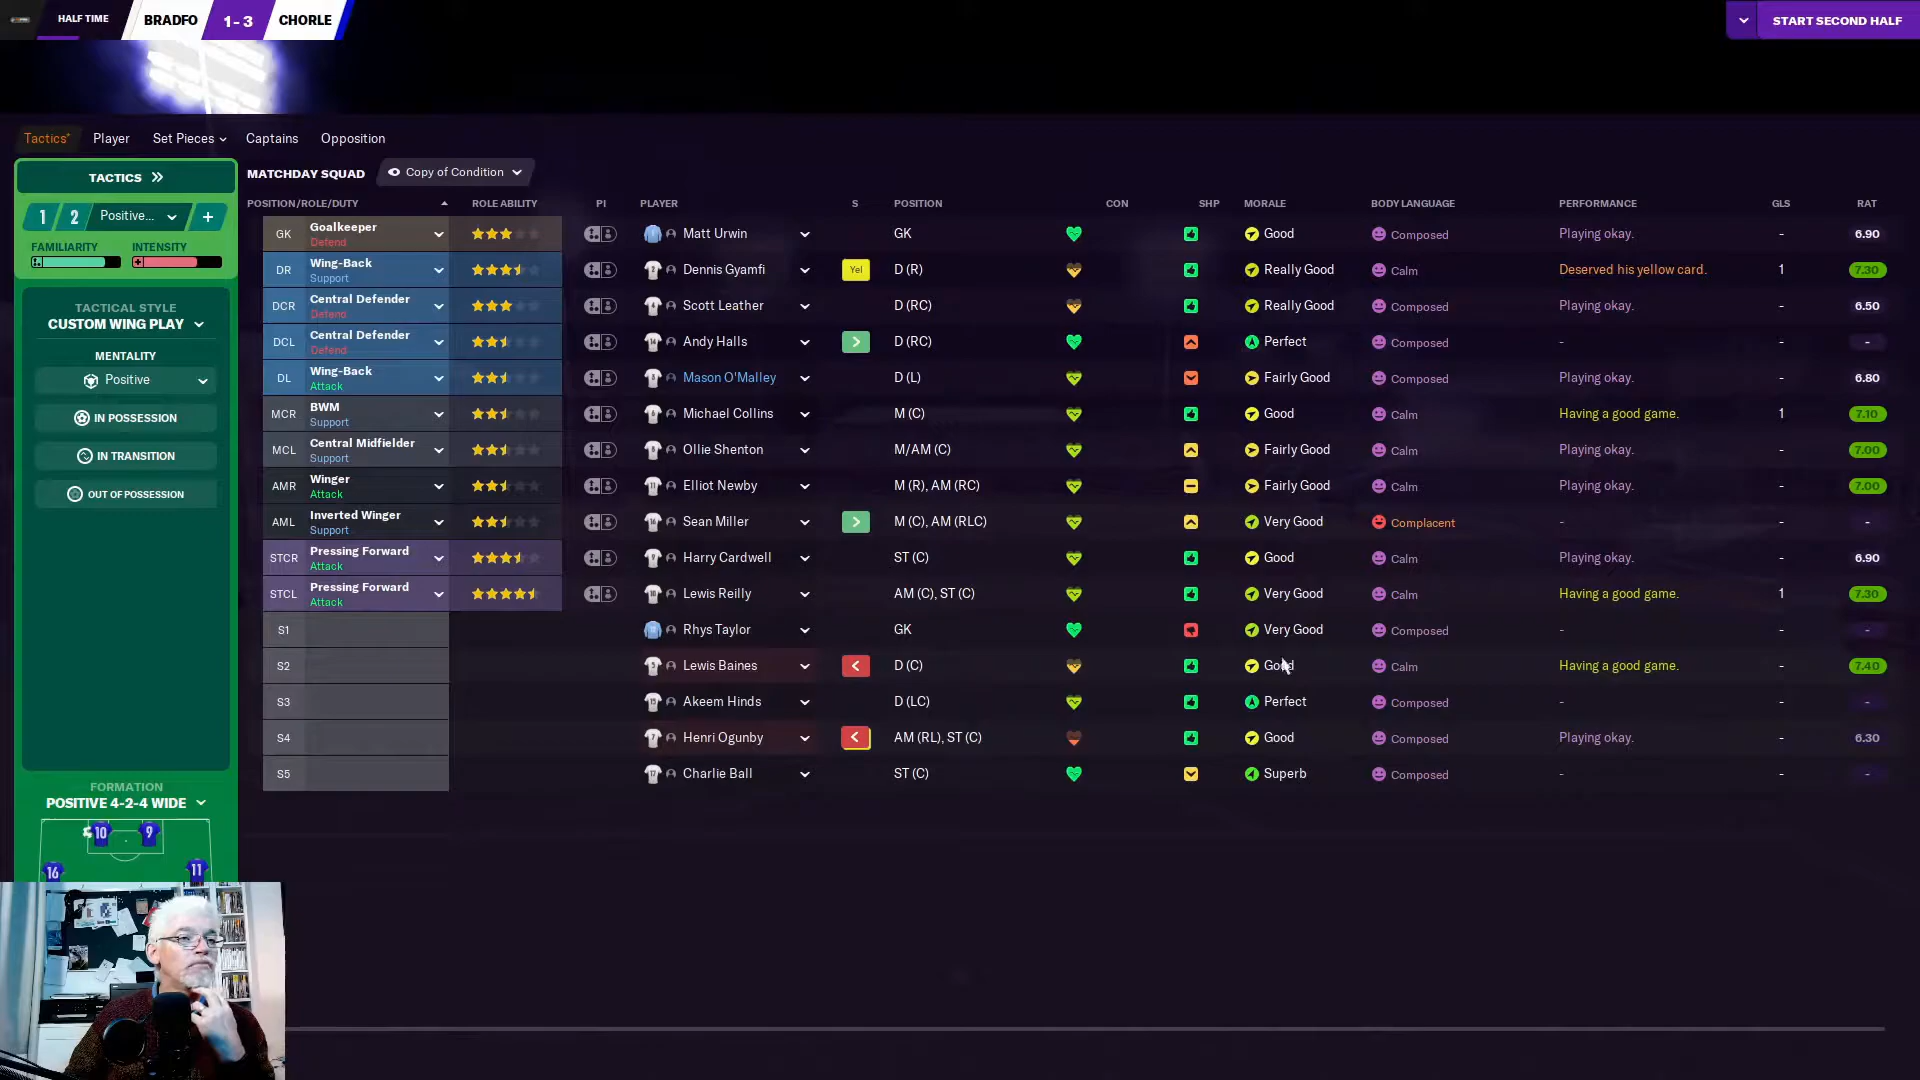 HALF TIME BRADFO 1 - 3 CHORLE START SECOND HALF
Tactics* Player Set Pieces Captains Opposition
TACTICS MATCHDAY SQUAD Copy of Condition
POSITION/ROLE/DUTY ROLE ABILITY PI PLAYER S POSITION CON SHP MORALE BODY LANGUAGE PERFORMANCE GLS RAT
1 2 Positive... +
FAMILIARITY INTENSITY
TACTICAL STYLE
CUSTOM WING PLAY
MENTALITY
Positive
IN POSSESSION
IN TRANSITION
OUT OF POSSESSION
FORMATION
POSITIVE 4-2-4 WIDE
10 9
16 11
GK Goalkeeper Defend Matt Urwin GK Good Composed Playing okay. - 6.90
DR Wing-Back Support Dennis Gyamfi Yel D (R) Really Good Calm Deserved his yellow card. 1 7.30
DCR Central Defender Defend Scott Leather D (RC) Really Good Composed Playing okay. - 6.50
DCL Central Defender Defend Andy Halls D (RC) Perfect Composed - - -
DL Wing-Back Attack Mason O'Malley D (L) Fairly Good Composed Playing okay. - 6.80
MCR BWM Support Michael Collins M (C) Good Calm Having a good game. 1 7.10
MCL Central Midfielder Support Ollie Shenton M/AM (C) Fairly Good Calm Playing okay. - 7.00
AMR Winger Attack Elliot Newby M (R), AM (RC) Fairly Good Calm Playing okay. - 7.00
AML Inverted Winger Support Sean Miller M (C), AM (RLC) Very Good Complacent - - -
STCR Pressing Forward Attack Harry Cardwell ST (C) Good Calm Playing okay. - 6.90
STCL Pressing Forward Attack Lewis Reilly AM (C), ST (C) Very Good Calm Having a good game. 1 7.30
S1 Rhys Taylor GK Very Good Composed - - -
S2 Lewis Baines D (C) Good Calm Having a good game. - 7.40
S3 Akeem Hinds D (LC) Perfect Composed - - -
S4 Henri Ogunby AM (RL), ST (C) Good Composed Playing okay. - 6.30
S5 Charlie Ball ST (C) Superb Composed - - -